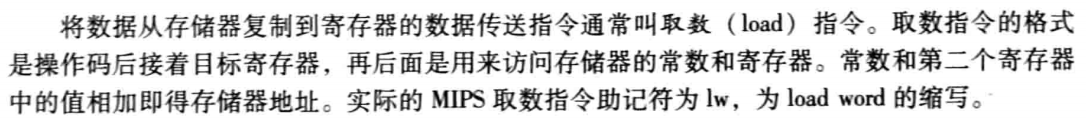 将数据从存储器复制到寄存器的数据传送指令通常叫取数（load）指令。取数指令的格式
是操作码后接着目标寄存器，再后面是用来访问存储器的常数和寄存器。常数和第二个寄存器
中的值相加即得存储器地址。实际的 MIPS 取数指令助记符为 lw，为 load word 的缩写。